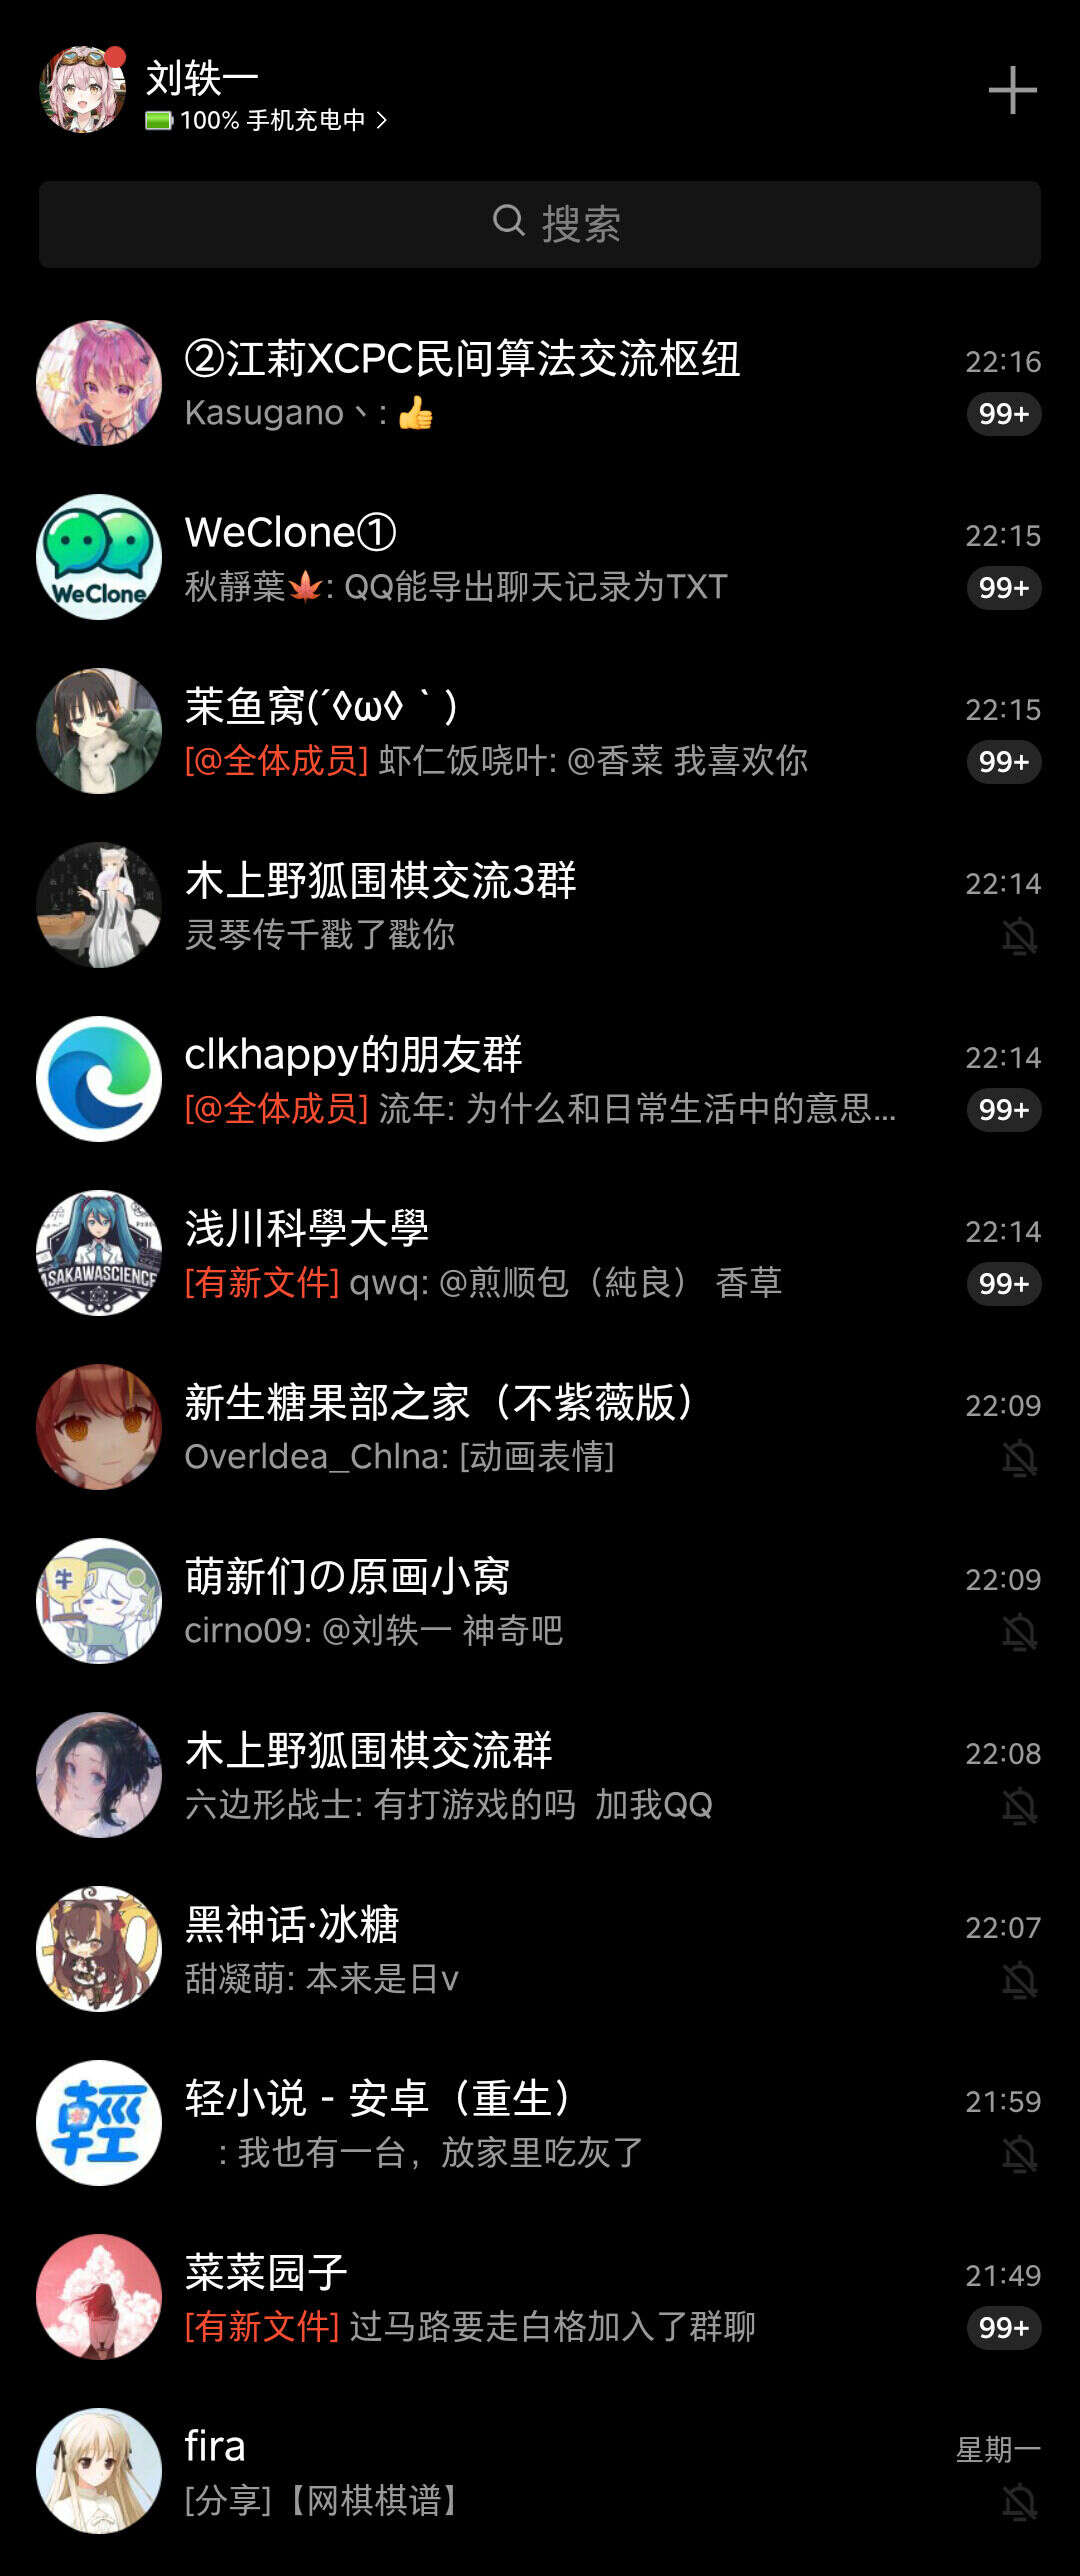 刘轶一
100% 手机充电中 >
搜索
②江莉XCPC民间算法交流枢纽
22:16
Kasugano丶: 👍
99+
WeClone①
22:15
秋靜葉🍁: QQ能导出聊天记录为TXT
99+
WeClone
茉鱼窝(´◊ω◊｀)
22:15
[@全体成员] 虾仁饭哓叶: @香菜 我喜欢你
99+
木上野狐围棋交流3群
22:14
灵琴传千戳了戳你
clkhappy的朋友群
22:14
[@全体成员] 流年: 为什么和日常生活中的意思...
99+
浅川科學大學
22:14
[有新文件] qwq: @煎顺包（純良） 香草
99+
ASAKAWASCIENCE
新生糖果部之家（不紫薇版）
22:09
OverIdea_ChIna: [动画表情]
萌新们の原画小窝
22:09
牛
cirno09: @刘轶一 神奇吧
木上野狐围棋交流群
22:08
六边形战士: 有打游戏的吗 加我QQ
黑神话·冰糖
22:07
甜凝萌: 本来是日v
轻小说 - 安卓（重生）
21:59
輕
: 我也有一台，放家里吃灰了
菜菜园子
21:49
[有新文件] 过马路要走白格加入了群聊
99+
fira
星期一
[分享]【网棋棋谱】